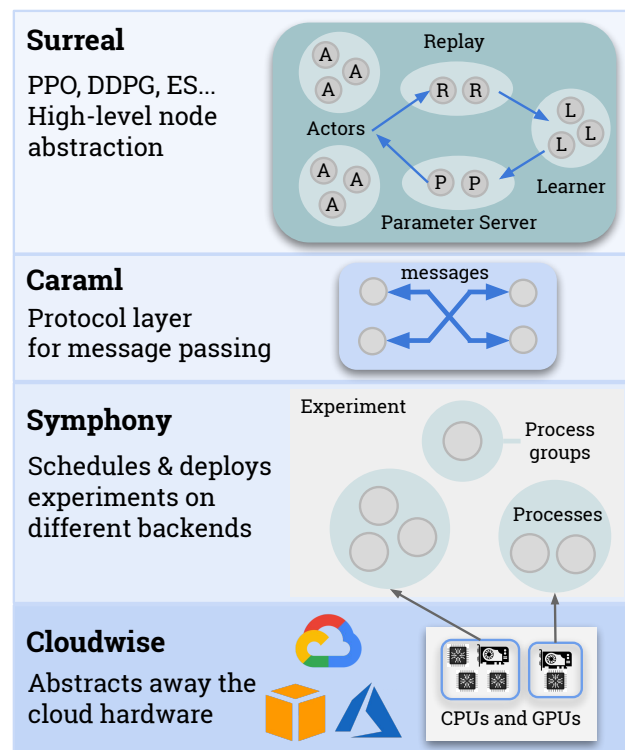 Surreal
PPO, DDPG, ES...
High-level node
abstraction
Replay
A
A
A
R R
L
L
L
Actors
A
A
A
P P
Learner
Parameter Server
Caraml
Protocol layer
for message passing
messages
Symphony
Schedules & deploys
experiments on
different backends
Experiment
Process
groups
Processes
Cloudwise
Abstracts away the
cloud hardware
CPUs and GPUs